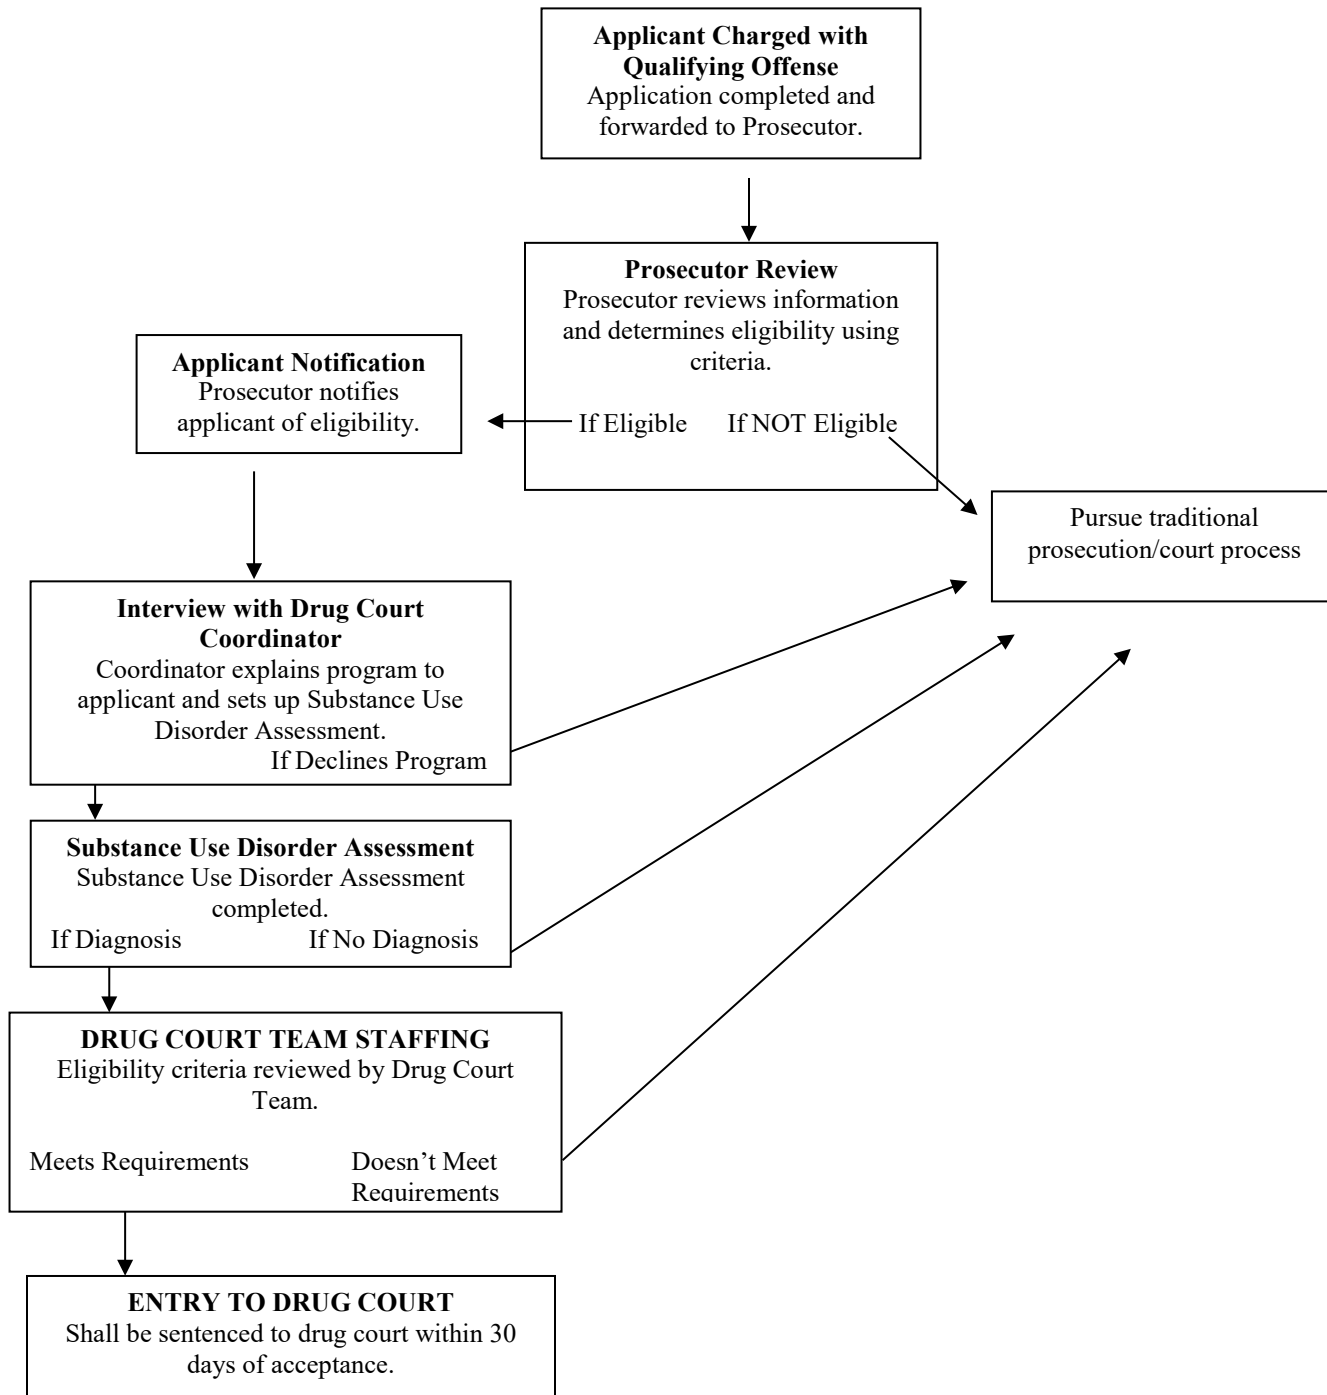 Applicant Charged with
Qualifying Offense
Application completed and
forwarded to Prosecutor.
Prosecutor Review
Prosecutor reviews information
and determines eligibility using
criteria.
If Eligible If NOT Eligible
Applicant Notification
Prosecutor notifies
applicant of eligibility.
Pursue traditional
prosecution/court process
Interview with Drug Court
Coordinator
Coordinator explains program to
applicant and sets up Substance Use
Disorder Assessment.
If Declines Program
Substance Use Disorder Assessment
Substance Use Disorder Assessment
completed.
If Diagnosis If No Diagnosis
DRUG COURT TEAM STAFFING
Eligibility criteria reviewed by Drug Court
Team.
Meets Requirements Doesn’t Meet
Requirements
ENTRY TO DRUG COURT
Shall be sentenced to drug court within 30
days of acceptance.